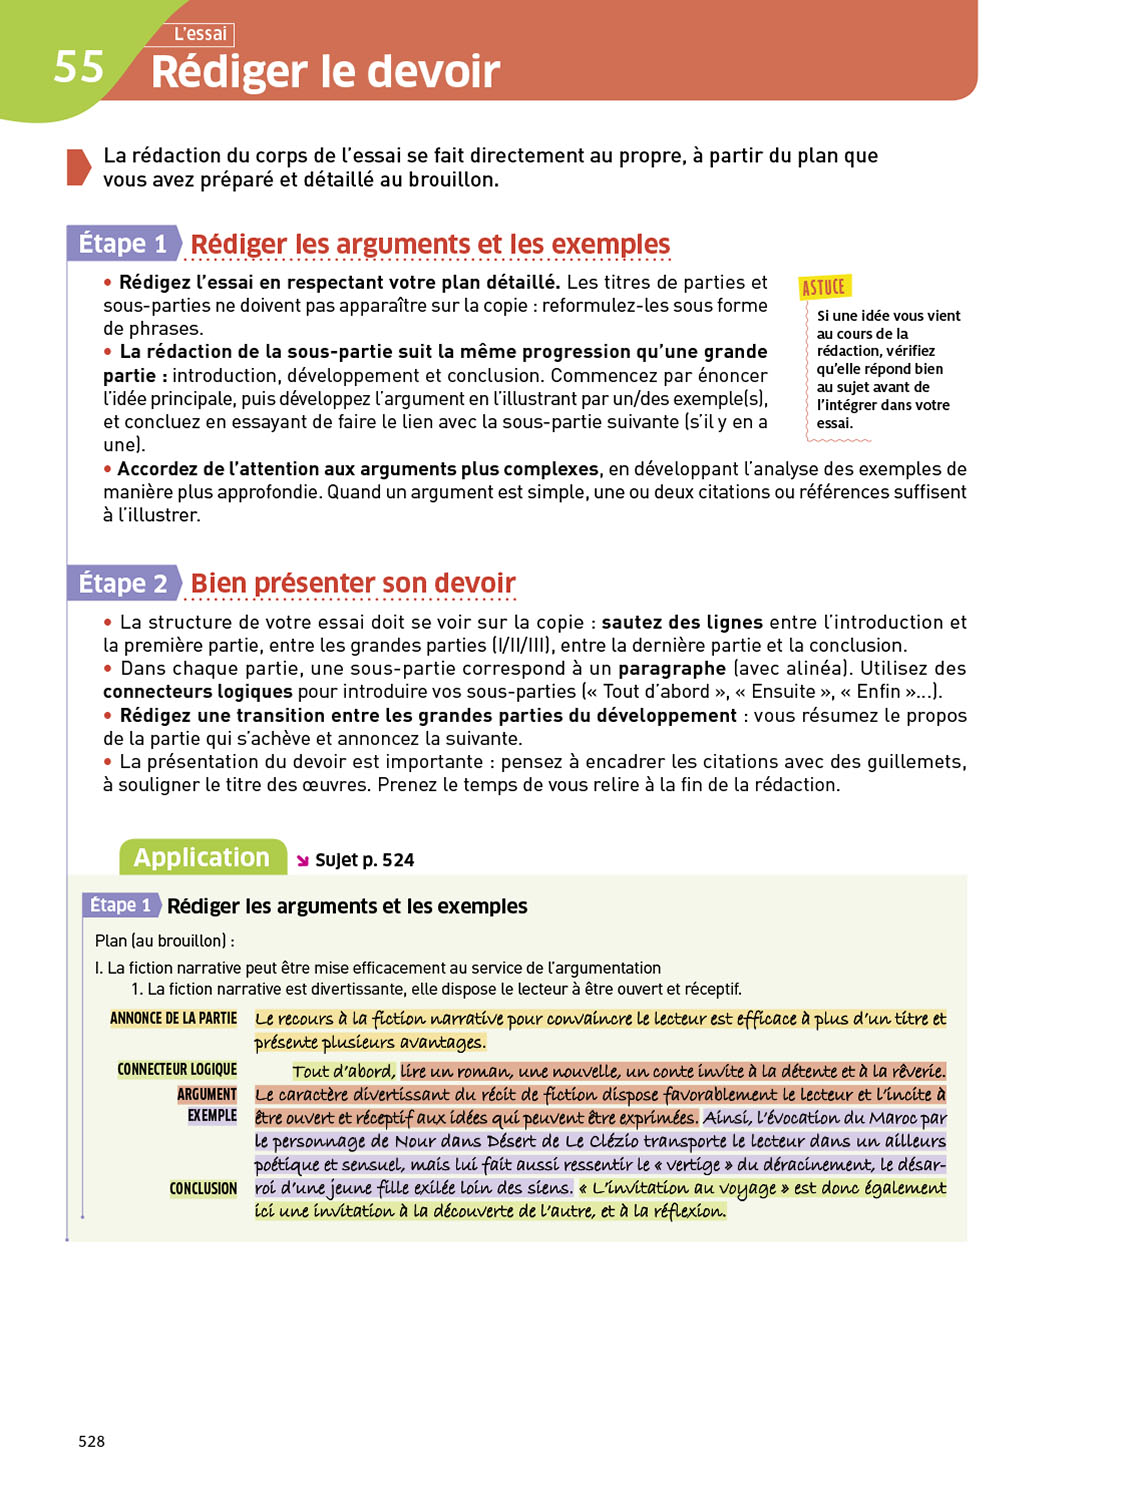 L'essai
55
Rédiger le devoir
La rédaction du corps de l'essai se fait directement au propre, à partir du plan que
vous avez préparé et détaillé au brouillon.
Étape 1 Rédiger les arguments et les exemples
• Rédigez l'essai en respectant votre plan détaillé. Les titres de parties et
sous-parties ne doivent pas apparaître sur la copie : reformulez-les sous forme
de phrases.
• La rédaction de la sous-partie suit la même progression qu'une grande
partie : introduction, développement et conclusion. Commencez par énoncer
l'idée principale, puis développez l'argument en l'illustrant par un/des exemple(s),
et concluez en essayant de faire le lien avec la sous-partie suivante (s'il y en a
une).
ASTUCE
Si une idée vous vient
au cours de la
rédaction, vérifiez
qu'elle répond bien
au sujet avant de
l'intégrer dans votre
essai.
• Accordez de l'attention aux arguments plus complexes, en développant l'analyse des exemples de
manière plus approfondie. Quand un argument est simple, une ou deux citations ou références suffisent
à l'illustrer.
Étape 2 Bien présenter son devoir
• La structure de votre essai doit se voir sur la copie : sautez des lignes entre l'introduction et
la première partie, entre les grandes parties (I/II/III), entre la dernière partie et la conclusion.
• Dans chaque partie, une sous-partie correspond à un paragraphe (avec alinéa). Utilisez des
connecteurs logiques pour introduire vos sous-parties (« Tout d'abord », « Ensuite », « Enfin »...).
• Rédigez une transition entre les grandes parties du développement : vous résumez le propos
de la partie qui s'achève et annoncez la suivante.
• La présentation du devoir est importante : pensez à encadrer les citations avec des guillemets,
à souligner le titre des œuvres. Prenez le temps de vous relire à la fin de la rédaction.
Application Sujet p. 524
Étape 1 Rédiger les arguments et les exemples
Plan (au brouillon) :
I. La fiction narrative peut être mise efficacement au service de l'argumentation
1. La fiction narrative est divertissante, elle dispose le lecteur à être ouvert et réceptif.
ANNONCE DE LA PARTIE Le recours à la fiction narrative pour convaincre le lecteur est efficace à plus d'un titre et
présente plusieurs avantages.
CONNECTEUR LOGIQUE Tout d'abord, lire un roman, une nouvelle, un conte invite à la détente et à la rêverie.
ARGUMENT Le caractère divertissant du récit de fiction dispose favorablement le lecteur et l'incite à
EXEMPLE être ouvert et réceptif aux idées qui peuvent être exprimées. Ainsi, l'évocation du Maroc par
le personnage de Nour dans Désert de Le Clézio transporte le lecteur dans un ailleurs
poétique et sensuel, mais lui fait aussi ressentir le « vertige » du déracinement, le désar-
CONCLUSION roi d'une jeune fille exilée loin des siens. « L'invitation au voyage » est donc également
ici une invitation à la découverte de l'autre, et à la réflexion.
528